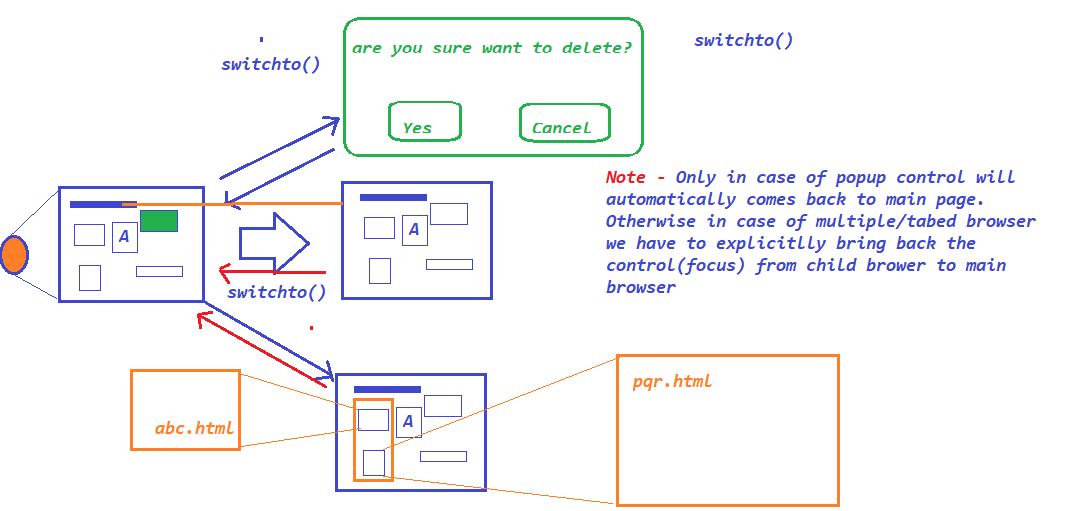 switchto()
are you sure want to delete?
Yes
Cancel
switchto()
Note - Only in case of popup control will
automatically comes back to main page.
Otherwise in case of multiple/tabed browser
we have to explicitlly bring back the
control(focus) from child brower to main
browser
A
A
switchto()
A
abc.html
pqr.html